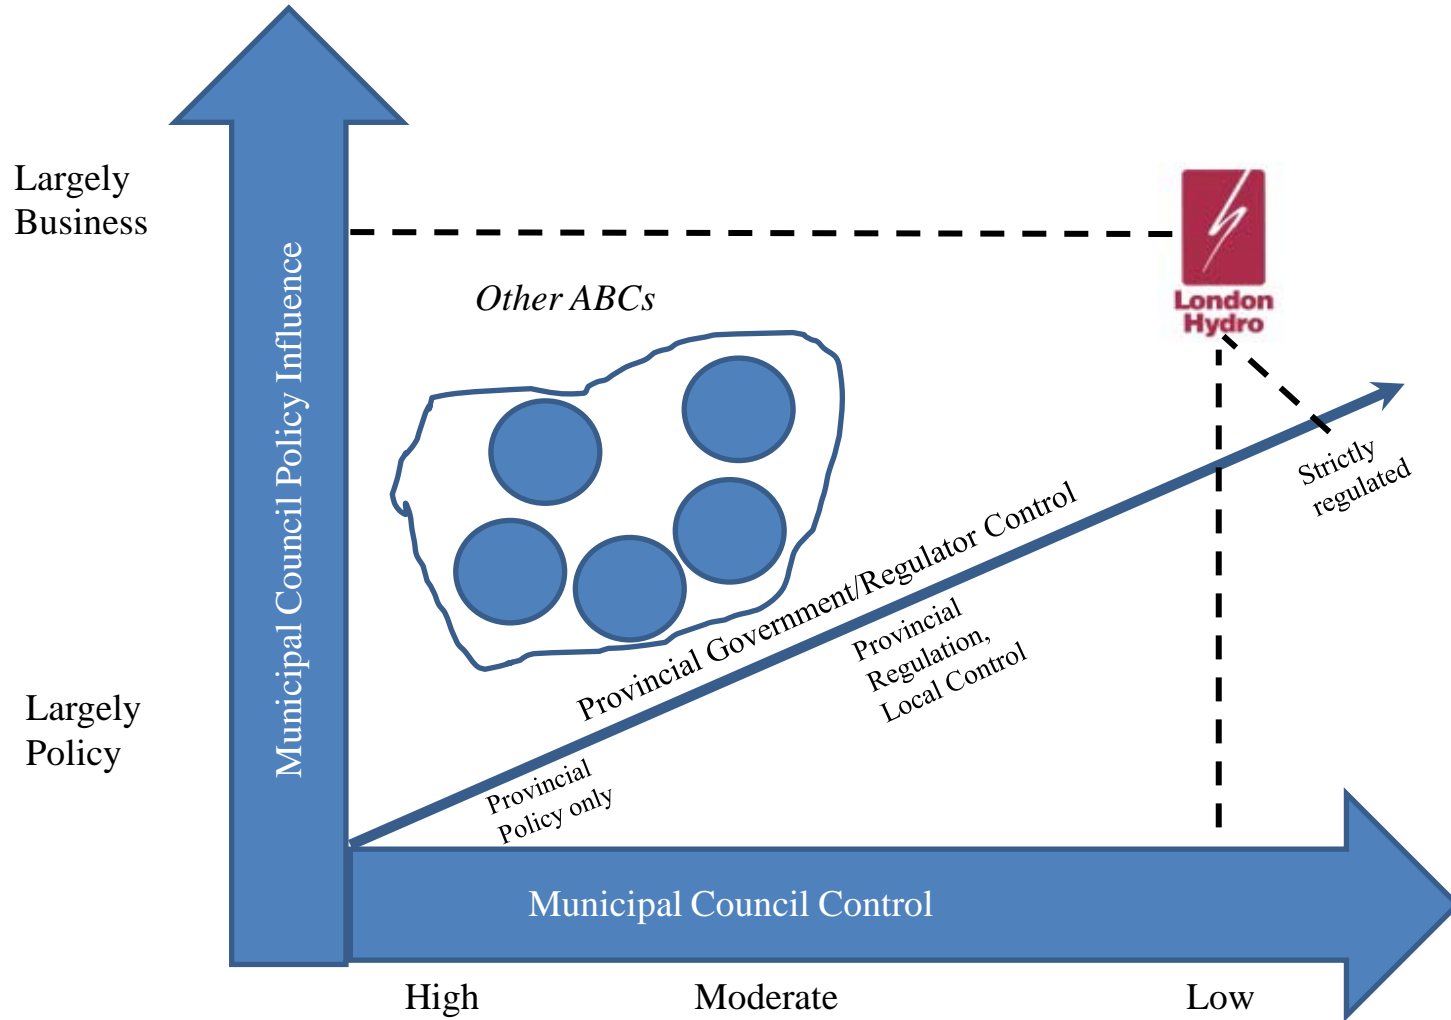 Largely
Business
Municipal Council Policy Influence
Other ABCs
London
Hydro
Strictly
regulated
Provincial Government/Regulator Control
Provincial
Regulation,
Local Control
Largely
Policy
Provincial
Policy only
Municipal Council Control
High
Moderate
Low